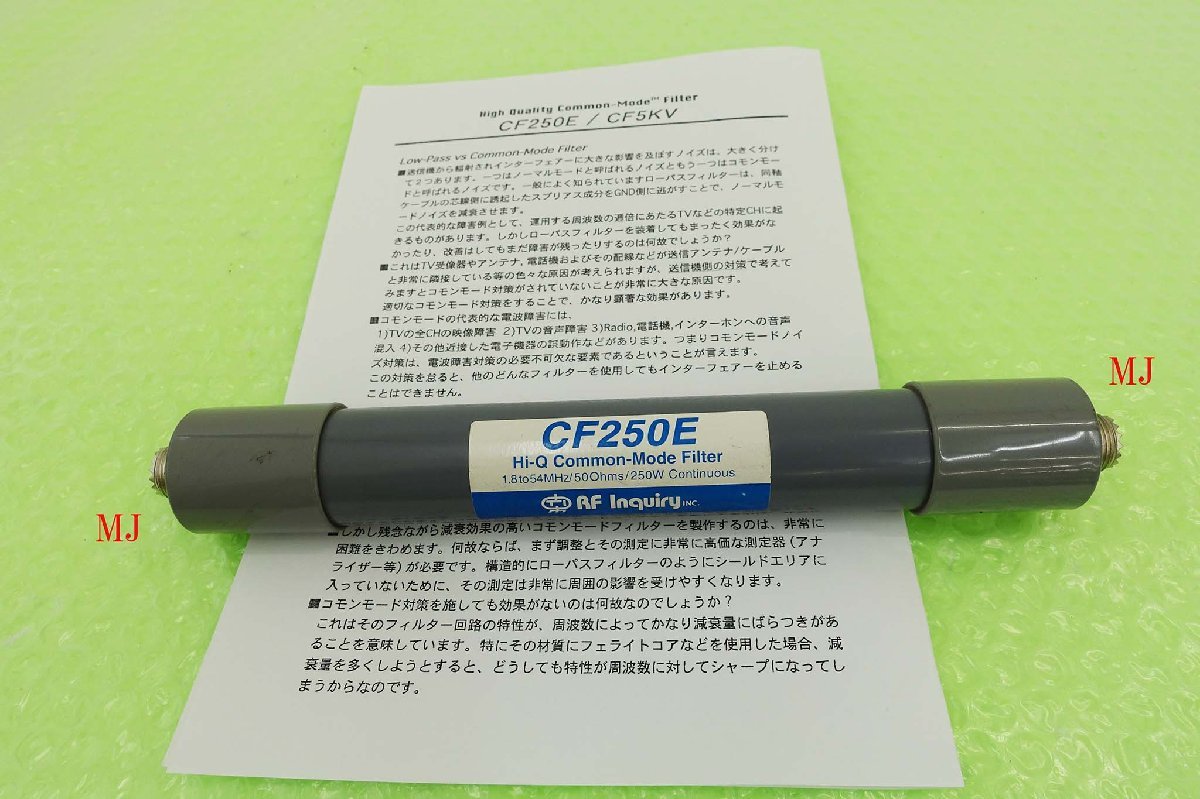 High Quality Common-Mode™ Filter
CF250E / CF5KV
Low-Pass vs Common-Mode Filter
■送信機から輻射されインターフェアーに大きな影響を及ぼすノイズは、大きく分け
て2つあります。一つはノーマルモードと呼ばれるノイズともう一つはコモンモー
ドと呼ばれるノイズです。一般によく知られていますローパスフィルターは、同軸
ケーブルの芯線側に誘起したスプリアス成分をGND側に逃がすことで、ノーマルモ
ードノイズを減衰させます。
この代表的な障害例として、運用する周波数の逓倍にあたるTVなどの特定CHに起
きるものがあります。しかしローパスフィルターを装着してもまったく効果がな
かったり、改善はしてもまだ障害が残ったりするのは何故でしょうか?
■これはTV受像器やアンテナ,電話機およびその配線などが送信アンテナ/ケーブル
と非常に隣接している等の色々な原因が考えられますが、送信機側の対策で考えて
みますとコモンモード対策がされていないことが非常に大きな原因です。
適切なコモンモード対策をすることで、かなり顕著な効果があります。
■コモンモードの代表的な電波障害には、
1)TVの全CHの映像障害 2)TVの音声障害 3)Radio,電話機,インターホンへの音声
混入 4)その他近接した電子機器の誤動作などがあります。つまりコモンモードノイ
ズ対策は、電波障害対策の必要不可欠な要素であるということが言えます。
この対策を怠ると、他のどんなフィルターを使用してもインターフェアーを止める
ことはできません。
MJ
CF250E
Hi-Q Common-Mode Filter
1.8to54MHz/50Ohms/250W Continuous
RF Inquiry INC.
MJ
■しかし残念ながら減衰効果の高いコモンモードフィルターを製作するのは、非常に
困難をきわめます。何故ならば、まず調整とその測定に非常に高価な測定器(アナ
ライザー等)が必要です。構造的にローパスフィルターのようにシールドエリアに
入っていないために、その測定は非常に周囲の影響を受けやすくなります。
■コモンモード対策を施しても効果がないのは何故なのでしょうか?
これはそのフィルター回路の特性が、周波数によってかなり減衰量にばらつきがあ
ることを意味しています。特にその材質にフェライトコアなどを使用した場合、減
衰量を多くしようとすると、どうしても特性が周波数に対してシャープになってし
まうからなのです。